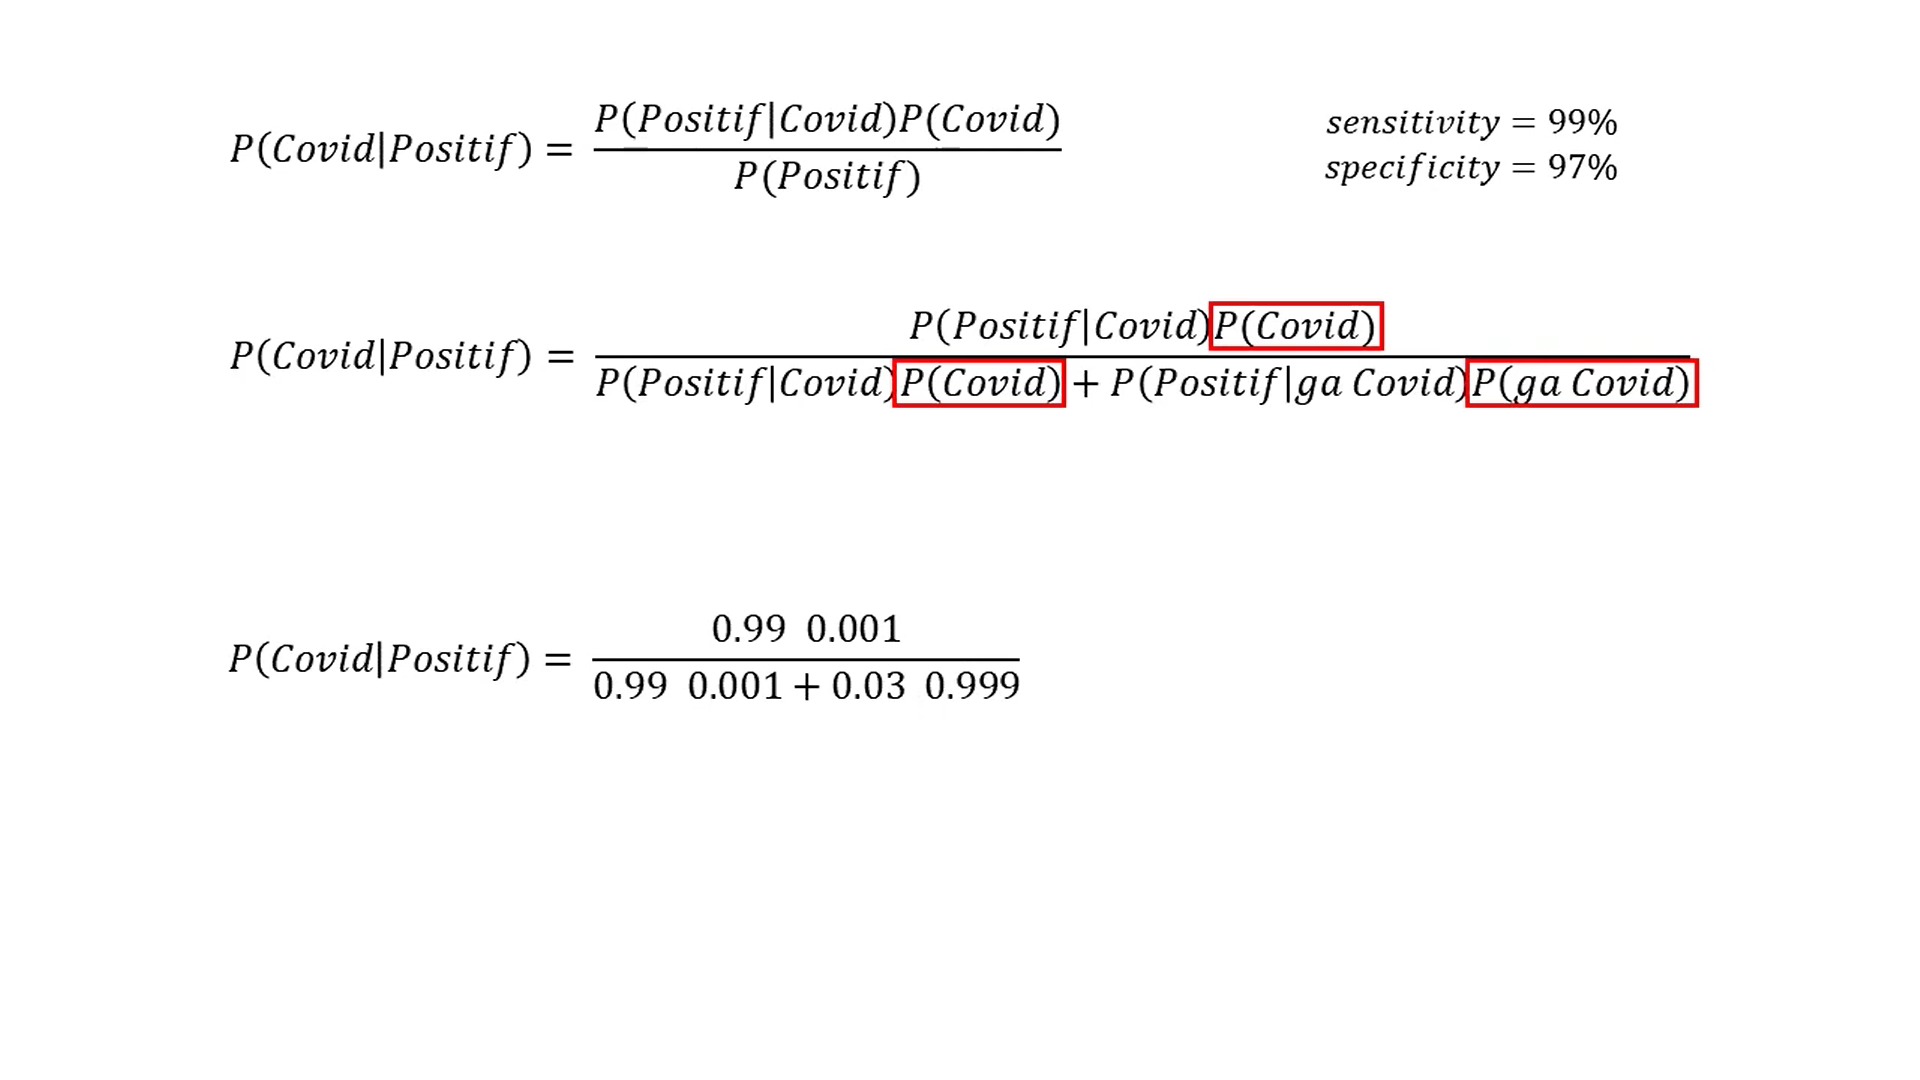 P(Covid|Positif) = P(Positif|Covid)P(Covid) / P(Positif)
sensitivity = 99%
specificity = 97%
P(Covid|Positif) = P(Positif|Covid)P(Covid) / P(Positif|Covid)P(Covid) + P(Positif|ga Covid)P(ga Covid)
P(Covid|Positif) = 0.99 0.001 / 0.99 0.001 + 0.03 0.999